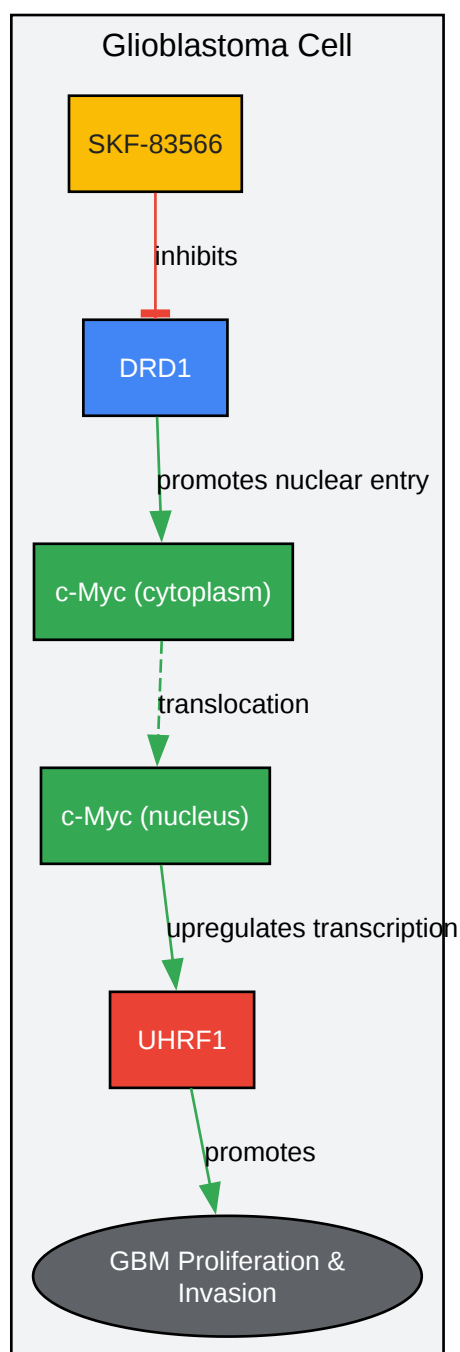 Glioblastoma Cell
SKF-83566
inhibits
DRD1
promotes nuclear entry
c-Myc (cytoplasm)
translocation
c-Myc (nucleus)
upregulates transcription
UHRF1
promotes
GBM Proliferation &
Invasion